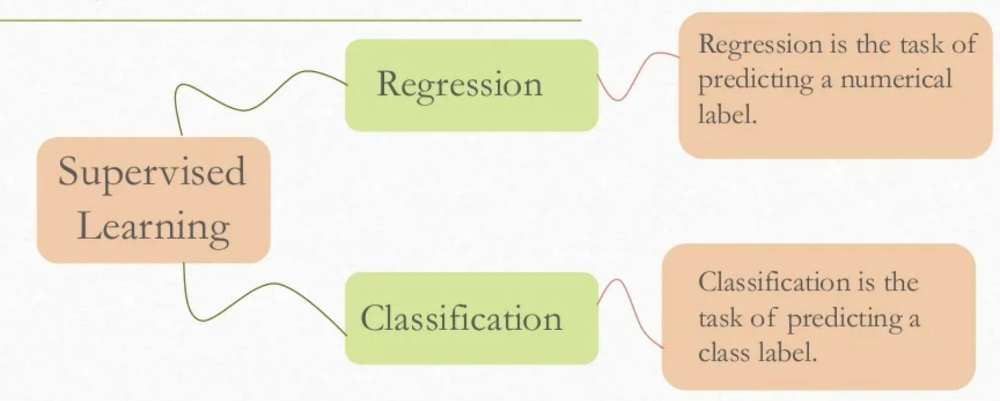 Supervised
Learning
Regression
Regression is the task of
predicting a numerical
label.
Classification
Classification is the
task of predicting a
class label.